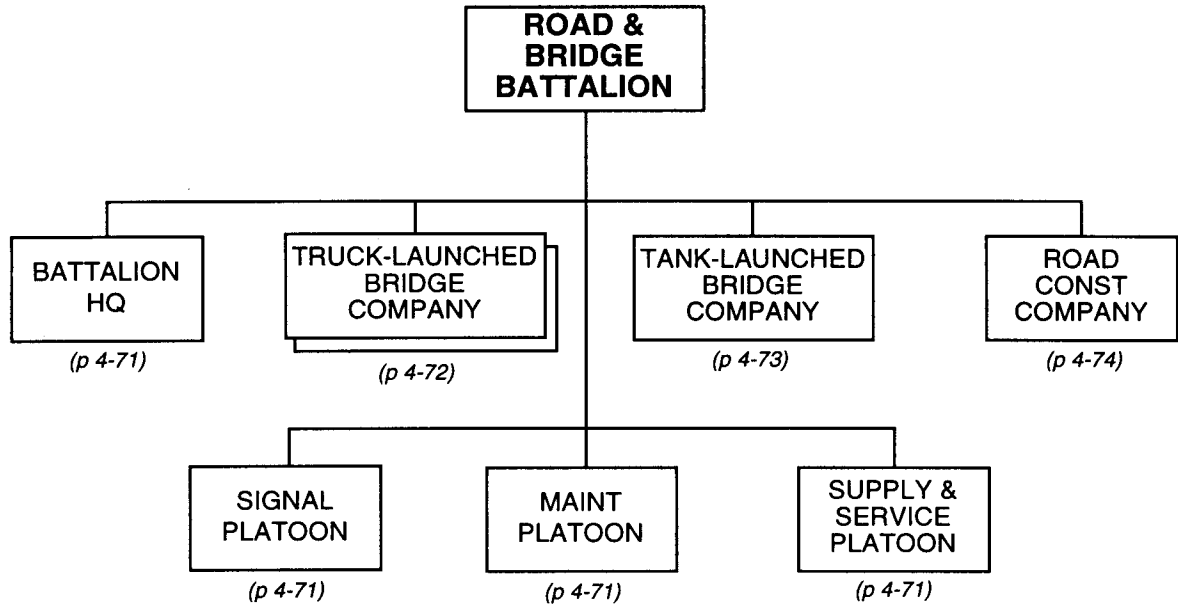 ROAD &
BRIDGE
BATTALION
BATTALION
HQ
(p 4-71)
TRUCK-LAUNCHED
BRIDGE
COMPANY
(p 4-72)
TANK-LAUNCHED
BRIDGE
COMPANY
(p 4-73)
ROAD
CONST
COMPANY
(p 4-74)
SIGNAL
PLATOON
(p 4-71)
MAINT
PLATOON
(p 4-71)
SUPPLY &
SERVICE
PLATOON
(p 4-71)